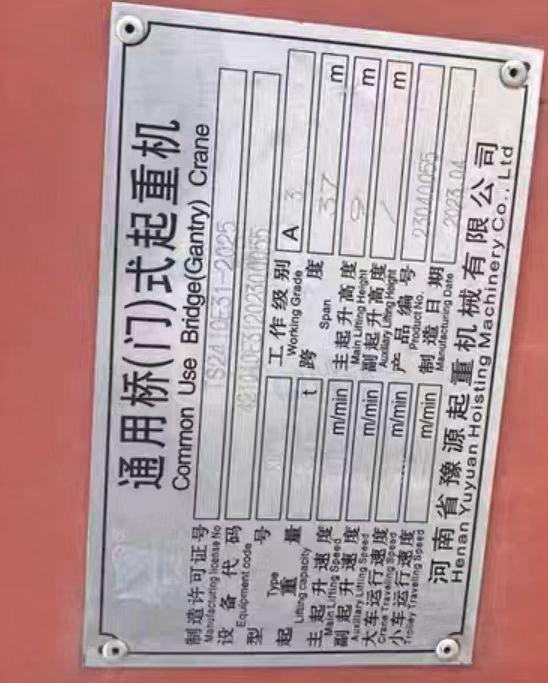 通用桥(门)式起重机
Common Use Bridge(Gantry) Crane
制造许可证号
Manufacturing license No
TS2410E31-2025
设备代码
Equipment code
型号
Type
工作级别 A 3
Working Grade
起重量 t
Lifting capacity
跨度 37 m
Span
主起升速度 m/min
Main Lifting Speed
主起升高度 9 m
Main Lifting Height
副起升速度 m/min
Auxiliary Lifting Speed
副起升高度 / m
Auxiliary Lifting Height
大车运行速度 m/min
Crane Traveling Speed
产品编号 23040055
Product No.
小车运行速度 m/min
Trolley Traveling Speed
制造日期 2023.04
Manufacturing Date
河南省豫源起重机械有限公司
Henan Yuyuan Hoisting Machinery Co., Ltd